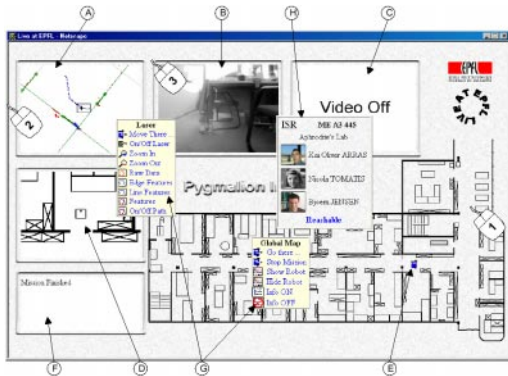 A
B
H
C
Live at EPFL - Netscape
3
2
EPFL
LIVE AT EPFL
Video Off
ISR ME A3 448
Aphrodite's Lab
Kai Oliver ARRAS
Nicola TOMATIS
Bjoern JENSEN
Reachable
Laser
Move There ...
On/Off Laser
Zoom In
Zoom Out
Raw Data
Edge Features
Line Features
Features
On/Off Path
Pygmalion
1
Global Map
Go there ...
Stop Mission
Show Robot
Hide Robot
Info ON
Info OFF
Mission Finished
F
D
G
E